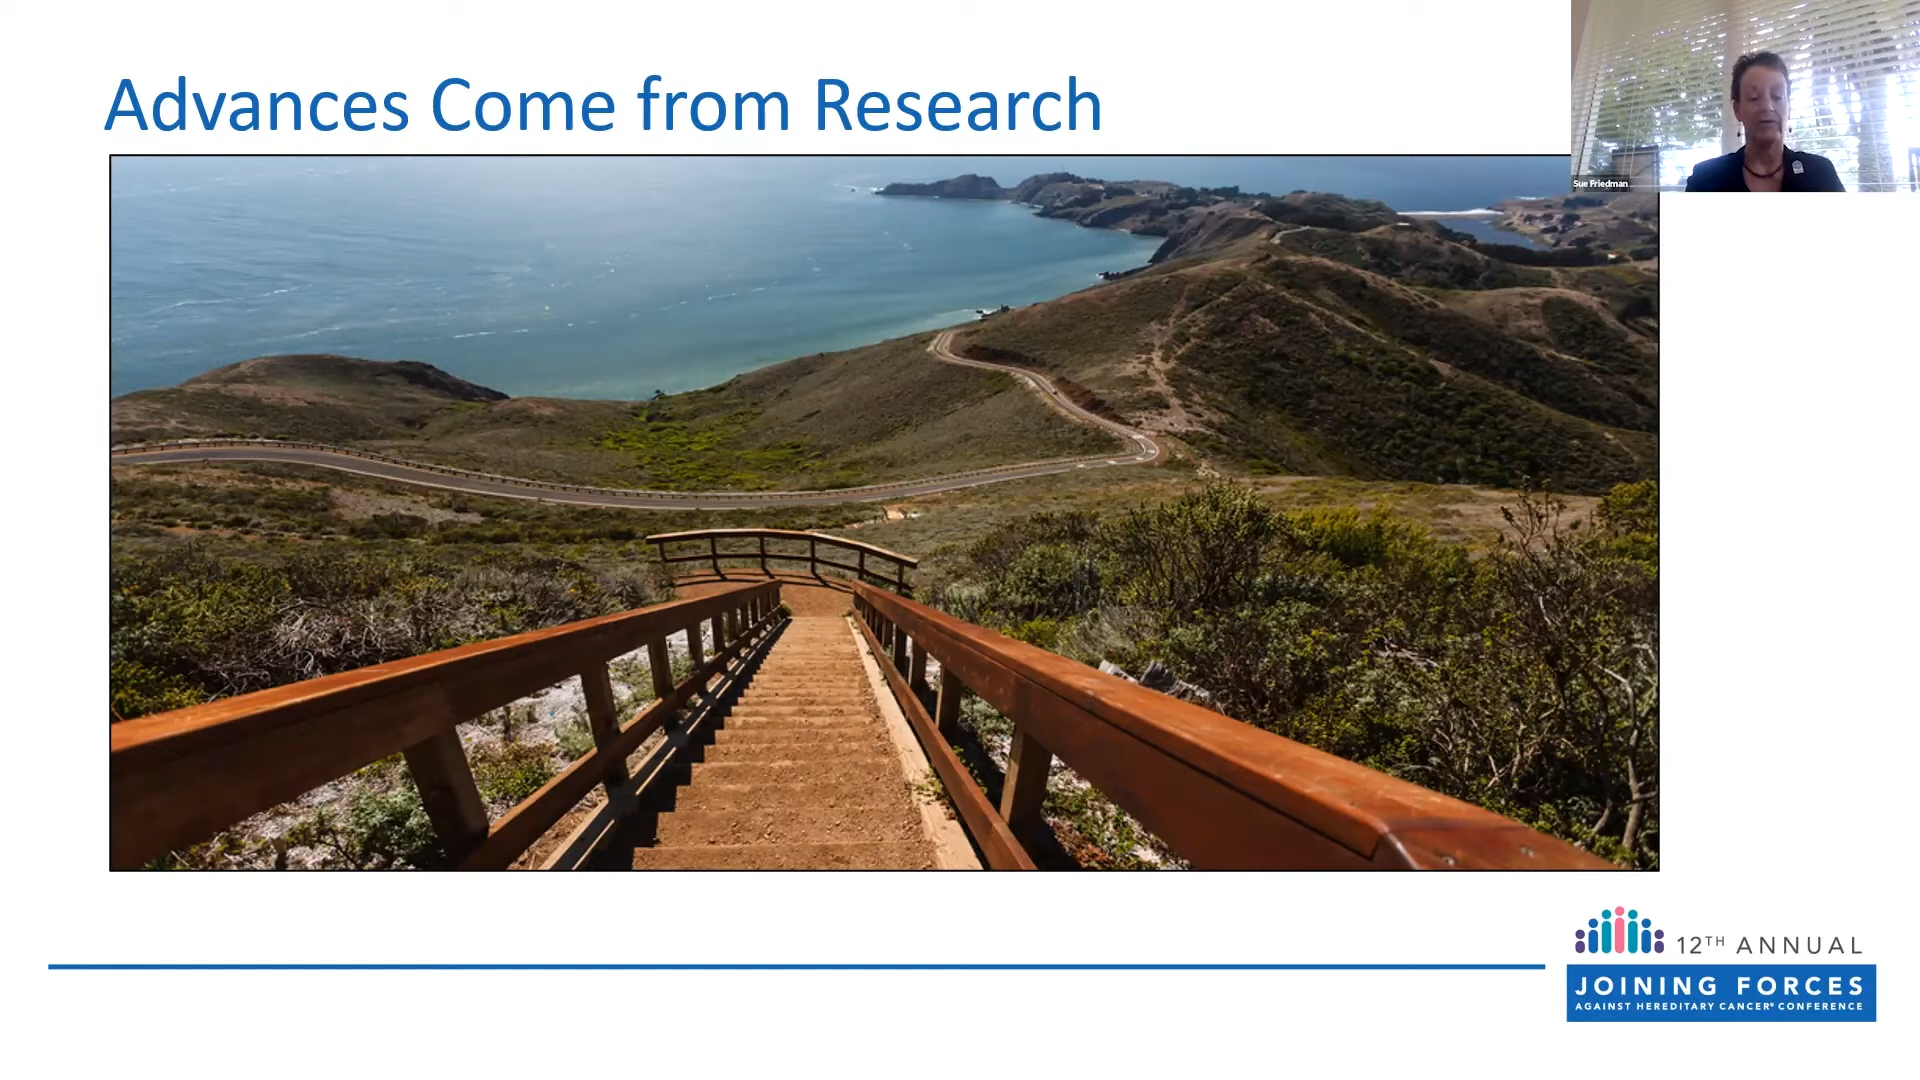 Advances Come from Research
Sue Friedman
12TH ANNUAL
JOINING FORCES
AGAINST HEREDITARY CANCER® CONFERENCE